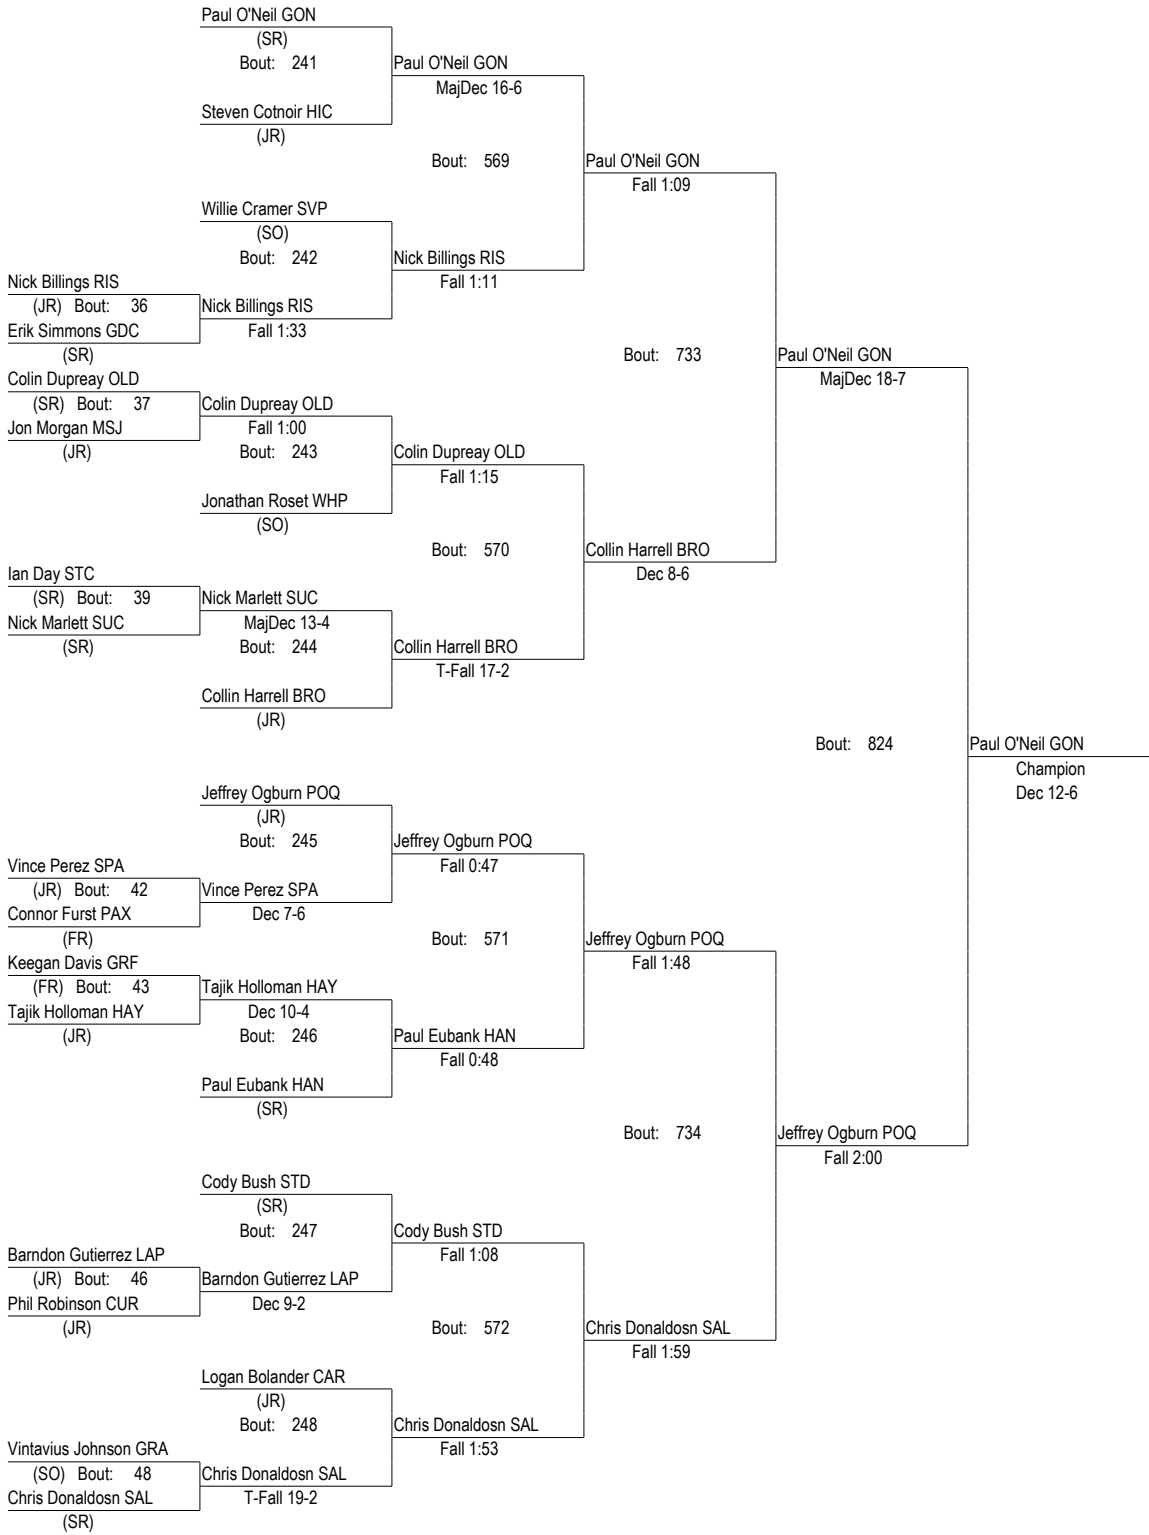 Paul O'Neil GON
(SR)
Bout: 241
Paul O'Neil GON
MajDec 16-6
Steven Cotnoir HIC
(JR)
Bout: 569
Paul O'Neil GON
Fall 1:09
Willie Cramer SVP
(SO)
Bout: 242
Nick Billings RIS
Fall 1:11
Nick Billings RIS
(JR) Bout: 36
Nick Billings RIS
Erik Simmons GDC
Fall 1:33
(SR)
Bout: 733
Paul O'Neil GON
MajDec 18-7
Colin Dupreay OLD
(SR) Bout: 37
Colin Dupreay OLD
Jon Morgan MSJ
Fall 1:00
(JR)
Bout: 243
Colin Dupreay OLD
Fall 1:15
Jonathan Roset WHP
(SO)
Bout: 570
Collin Harrell BRO
Dec 8-6
Ian Day STC
(SR) Bout: 39
Nick Marlett SUC
Nick Marlett SUC
MajDec 13-4
(SR)
Bout: 244
Collin Harrell BRO
T-Fall 17-2
Collin Harrell BRO
(JR)
Bout: 824
Paul O'Neil GON
Champion
Dec 12-6
Jeffrey Ogburn POQ
(JR)
Bout: 245
Jeffrey Ogburn POQ
Fall 0:47
Vince Perez SPA
(JR) Bout: 42
Vince Perez SPA
Connor Furst PAX
Dec 7-6
(FR)
Bout: 571
Jeffrey Ogburn POQ
Fall 1:48
Keegan Davis GRF
(FR) Bout: 43
Tajik Holloman HAY
Tajik Holloman HAY
Dec 10-4
(JR)
Bout: 246
Paul Eubank HAN
Fall 0:48
Paul Eubank HAN
(SR)
Bout: 734
Jeffrey Ogburn POQ
Fall 2:00
Cody Bush STD
(SR)
Bout: 247
Cody Bush STD
Fall 1:08
Barndon Gutierrez LAP
(JR) Bout: 46
Barndon Gutierrez LAP
Phil Robinson CUR
Dec 9-2
(JR)
Bout: 572
Chris Donaldosn SAL
Fall 1:59
Logan Bolander CAR
(JR)
Bout: 248
Chris Donaldosn SAL
Fall 1:53
Vintavius Johnson GRA
(SO) Bout: 48
Chris Donaldosn SAL
Chris Donaldosn SAL
T-Fall 19-2
(SR)